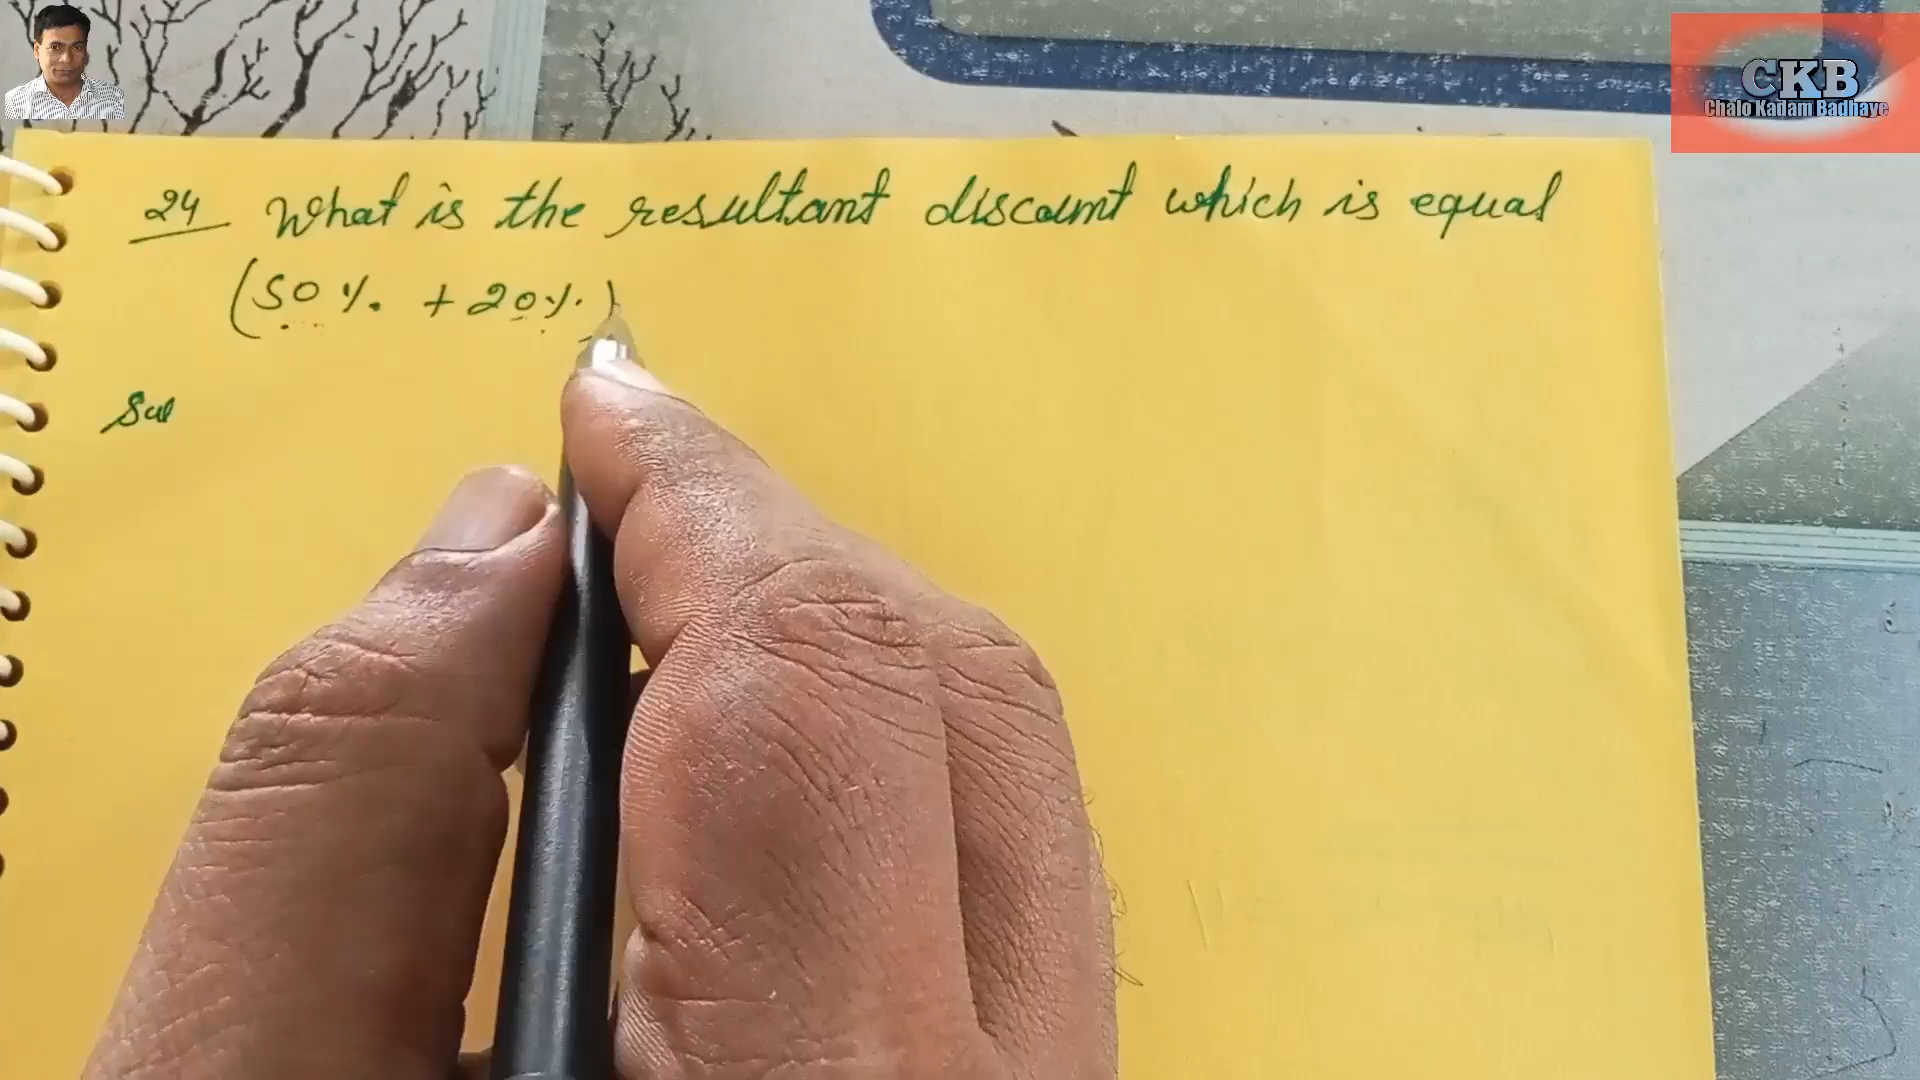 CKB
Chalo Kadam Badhaye
24 What is the resultant discount which is equal
(50% + 20%)
Sol